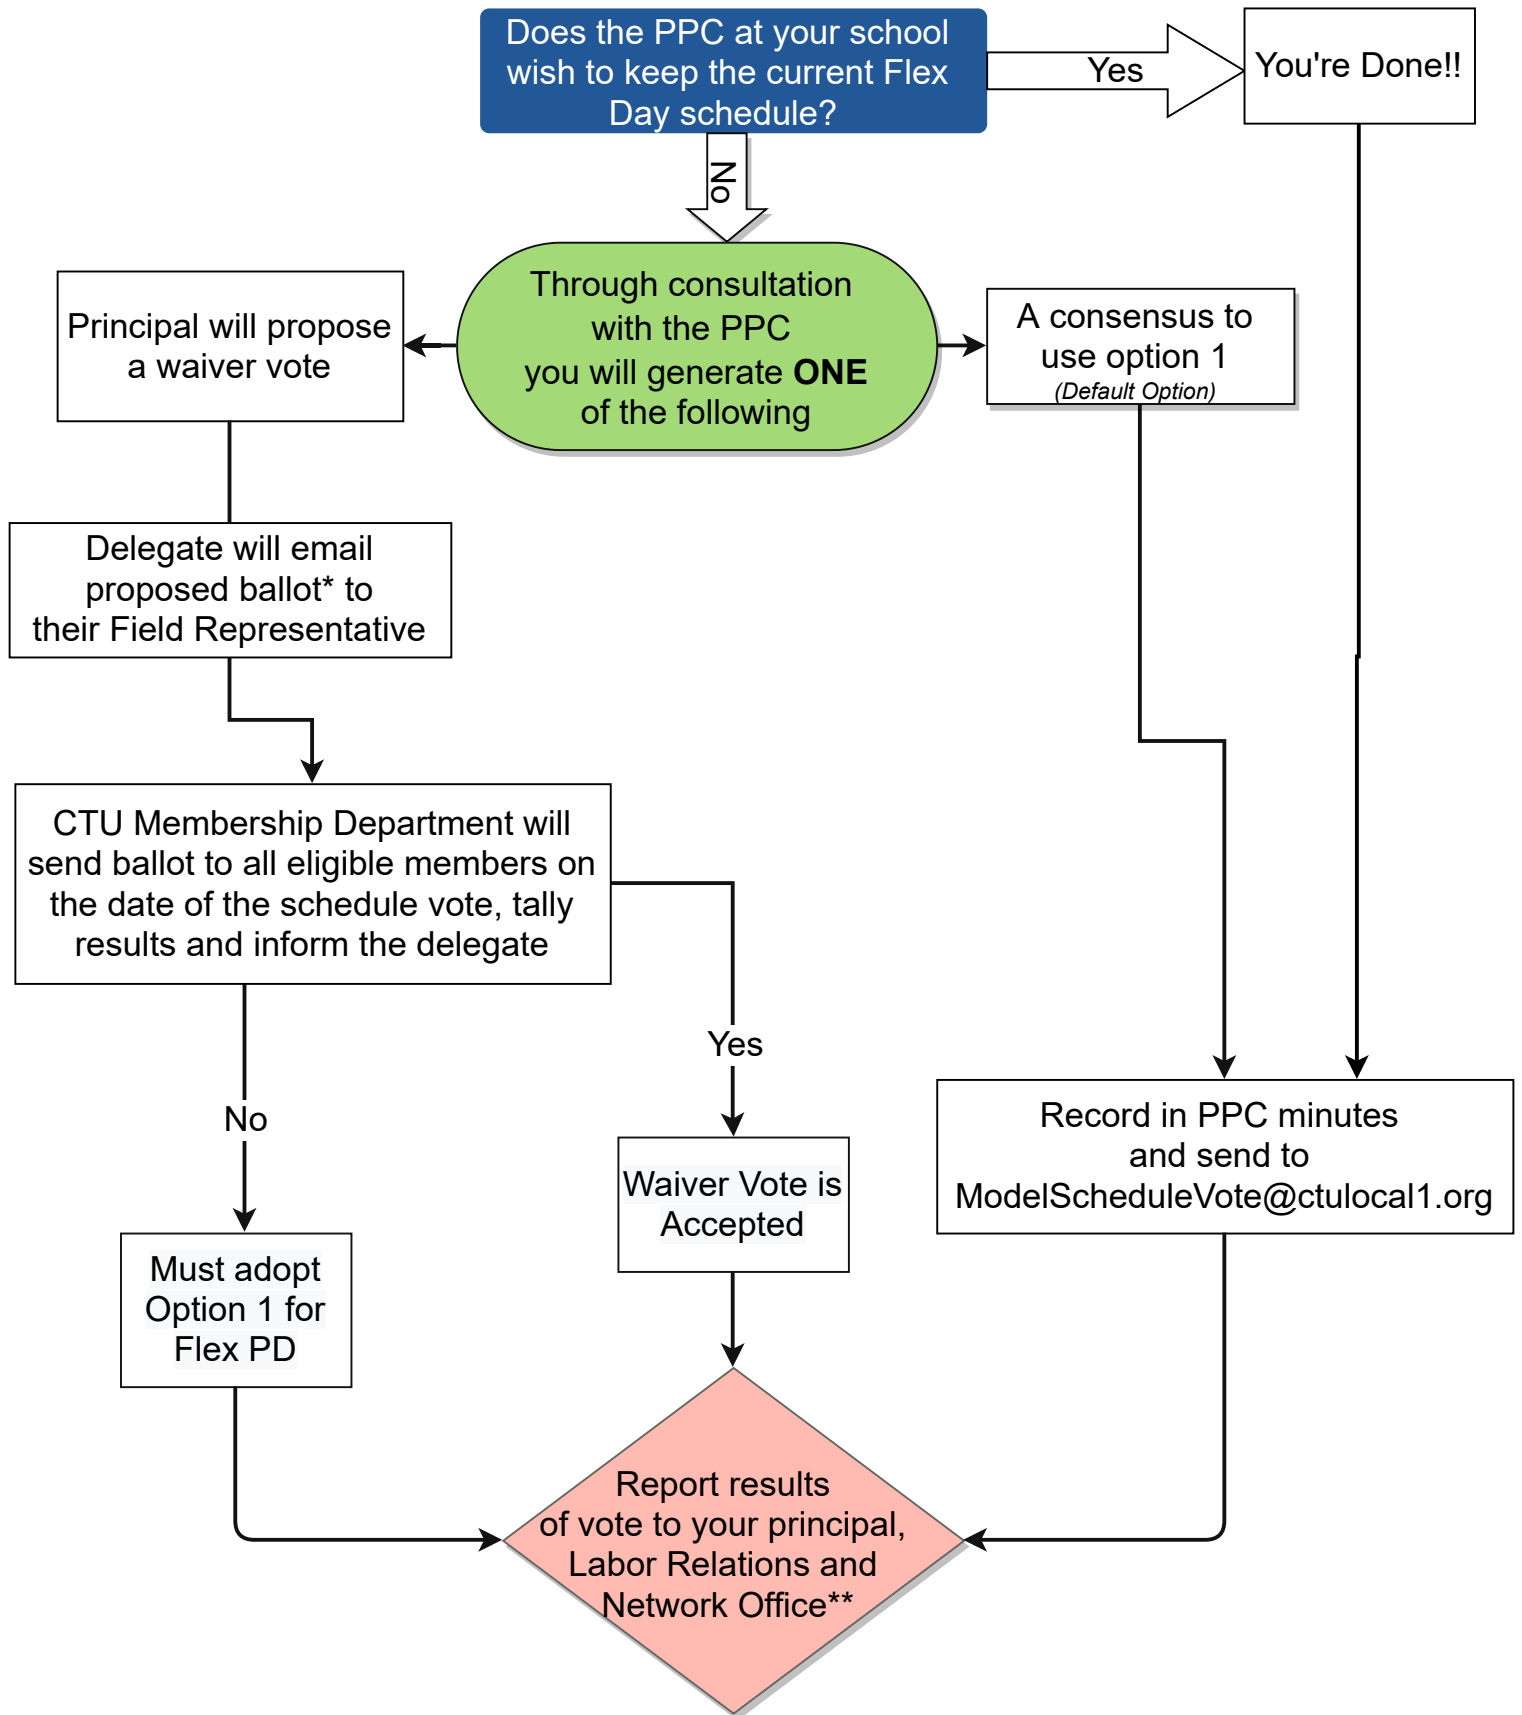 Does the PPC at your school
wish to keep the current Flex
Day schedule?
Yes
You're Done!!
No
Through consultation
with the PPC
you will generate ONE
of the following
Principal will propose
a waiver vote
A consensus to
use option 1
(Default Option)
Delegate will email
proposed ballot* to
their Field Representative
CTU Membership Department will
send ballot to all eligible members on
the date of the schedule vote, tally
results and inform the delegate
Yes
No
Record in PPC minutes
and send to
ModelScheduleVote@ctulocal1.org
Waiver Vote is
Accepted
Must adopt
Option 1 for
Flex PD
Report results
of vote to your principal,
Labor Relations and
Network Office**